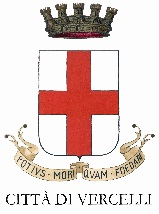 POTIVS MORI QVAM FOEDARI
CITTÀ DI VERCELLI